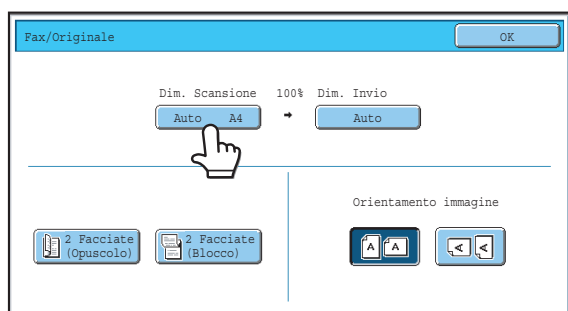 Fax/Originale
OK
Dim. Scansione 100% Dim. Invio
Auto A4 Auto
Orientamento immagine
2 Facciate 2 Facciate
(Opuscolo) (Blocco)
A A A A